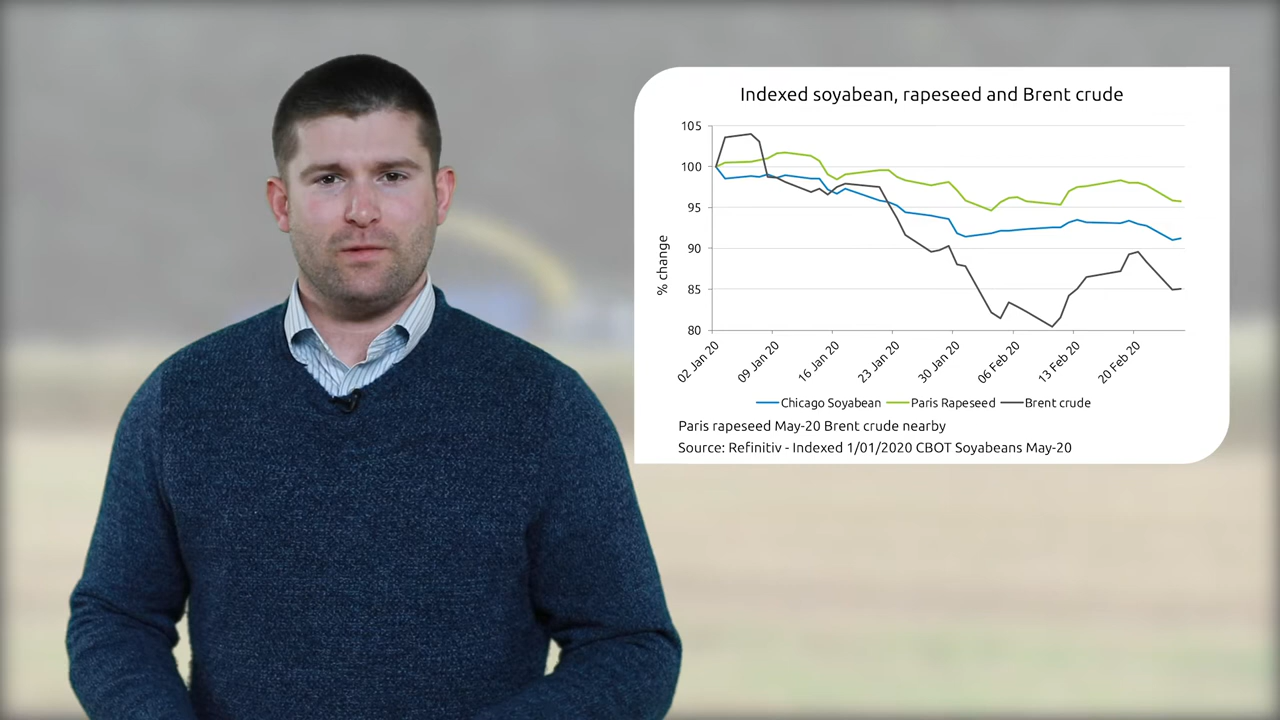 Indexed soyabean, rapeseed and Brent crude
105
100
95
90
85
80
% change
02 Jan 20
09 Jan 20
16 Jan 20
23 Jan 20
30 Jan 20
06 Feb 20
13 Feb 20
20 Feb 20
Chicago Soyabean Paris Rapeseed Brent crude
Paris rapeseed May-20 Brent crude nearby
Source: Refinitiv - Indexed 1/01/2020 CBOT Soyabeans May-20